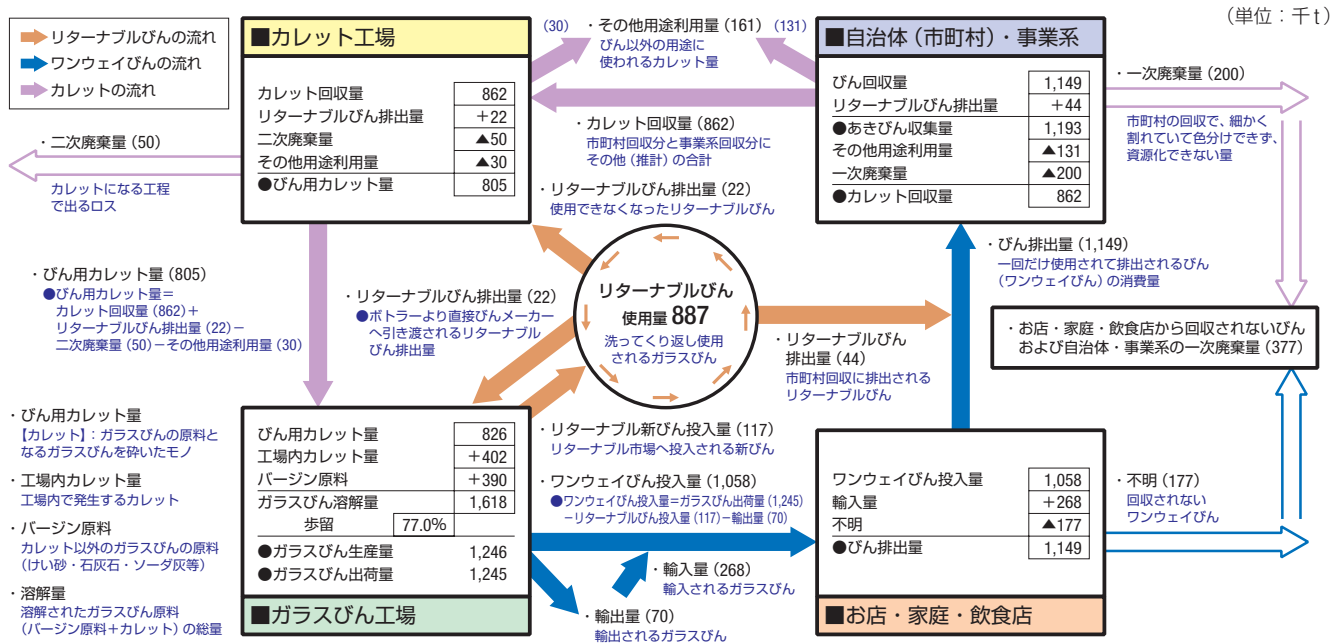 (単位：千t)
リターナブルびんの流れ
ワンウェイびんの流れ
カレットの流れ
■カレット工場
カレット回収量 862
リターナブルびん排出量 +22
二次廃棄量 ▲50
その他用途利用量 ▲30
●びん用カレット量 805
(30) ・その他用途利用量(161) (131)
びん以外の用途に
使われるカレット量
■自治体(市町村)・事業系
びん回収量 1,149
リターナブルびん排出量 +44
●あきびん収集量 1,193
その他用途利用量 ▲131
一次廃棄量 ▲200
●カレット回収量 862
・一次廃棄量(200)
市町村の回収で、細かく
割れていて色分けできず、
資源化できない量
・二次廃棄量(50)
カレットになる工程
で出るロス
・カレット回収量(862)
市町村回収分と事業系回収分に
その他(推計)の合計
・リターナブルびん排出量(22)
使用できなくなったリターナブルびん
・びん用カレット量(805)
●びん用カレット量＝
カレット回収量(862)＋
リターナブルびん排出量(22)－
二次廃棄量(50)－その他用途利用量(30)
・リターナブルびん排出量(22)
●ボトラーより直接びんメーカー
へ引き渡されるリターナブル
びん排出量
リターナブルびん
使用量 887
洗ってくり返し使用
されるガラスびん
・びん排出量(1,149)
一回だけ使用されて排出されるびん
(ワンウェイびん)の消費量
・リターナブルびん
排出量(44)
市町村回収に排出される
リターナブルびん
・お店・家庭・飲食店から回収されないびん
および自治体・事業系の一次廃棄量(377)
・びん用カレット量
【カレット】：ガラスびんの原料と
なるガラスびんを砕いたモノ
・工場内カレット量
工場内で発生するカレット
・バージン原料
カレット以外のガラスびんの原料
(けい砂・石灰石・ソーダ灰等)
・溶解量
溶解されたガラスびん原料
(バージン原料＋カレット)の総量
びん用カレット量 826
工場内カレット量 +402
バージン原料 +390
ガラスびん溶解量 1,618
歩留 77.0%
●ガラスびん生産量 1,246
●ガラスびん出荷量 1,245
■ガラスびん工場
・リターナブル新びん投入量(117)
リターナブル市場へ投入される新びん
・ワンウェイびん投入量(1,058)
●ワンウェイびん投入量＝ガラスびん出荷量(1,245)
－リターナブルびん投入量(117)－輸出量(70)
・輸入量(268)
輸入されるガラスびん
・輸出量(70)
輸出されるガラスびん
ワンウェイびん投入量 1,058
輸入量 +268
不明 ▲177
●びん排出量 1,149
■お店・家庭・飲食店
・不明(177)
回収されない
ワンウェイびん